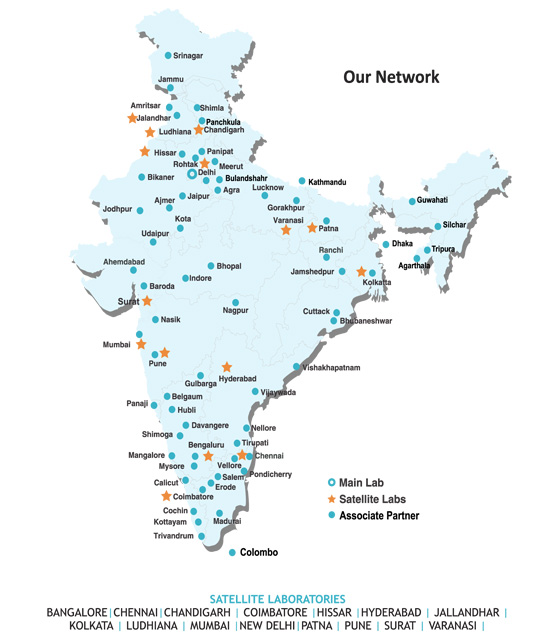 Srinagar
Our Network
Jammu
Amritsar
Shimla
Jalandhar
Panchkula
Ludhiana
Chandigarh
Hissar
Panipat
Rohtak
Meerut
Delhi
Bikaner
Bulandshahr
Kathmandu
Agra
Lucknow
Jaipur
Guwahati
Ajmer
Gorakhpur
Jodhpur
Kota
Varanasi
Patna
Silchar
Udaipur
Dhaka
Tripura
Ranchi
Ahmedabad
Bhopal
Agarthala
Jamshedpur
Indore
Kolkatta
Baroda
Surat
Nagpur
Cuttack
Nasik
Bhubaneshwar
Mumbai
Pune
Vishakhapatnam
Hyderabad
Gulbarga
Vijaywada
Belgaum
Panaji
Hubli
Davangere
Nellore
Shimoga
Tirupati
Bengaluru
Mangalore
Chennai
Mysore
Vellore
Pondicherry
Salem
Calicut
Erode
Main Lab
Coimbatore
Satellite Labs
Cochin
Associate Partner
Kottayam
Madurai
Trivandrum
Colombo
SATELLITE LABORATORIES
BANGALORE|CHENNAI|CHANDIGARH | COIMBATORE |HISSAR |HYDERABAD | JALLANDHAR |
KOLKATA | LUDHIANA | MUMBAI |NEW DELHI |PATNA | PUNE | SURAT | VARANASI |